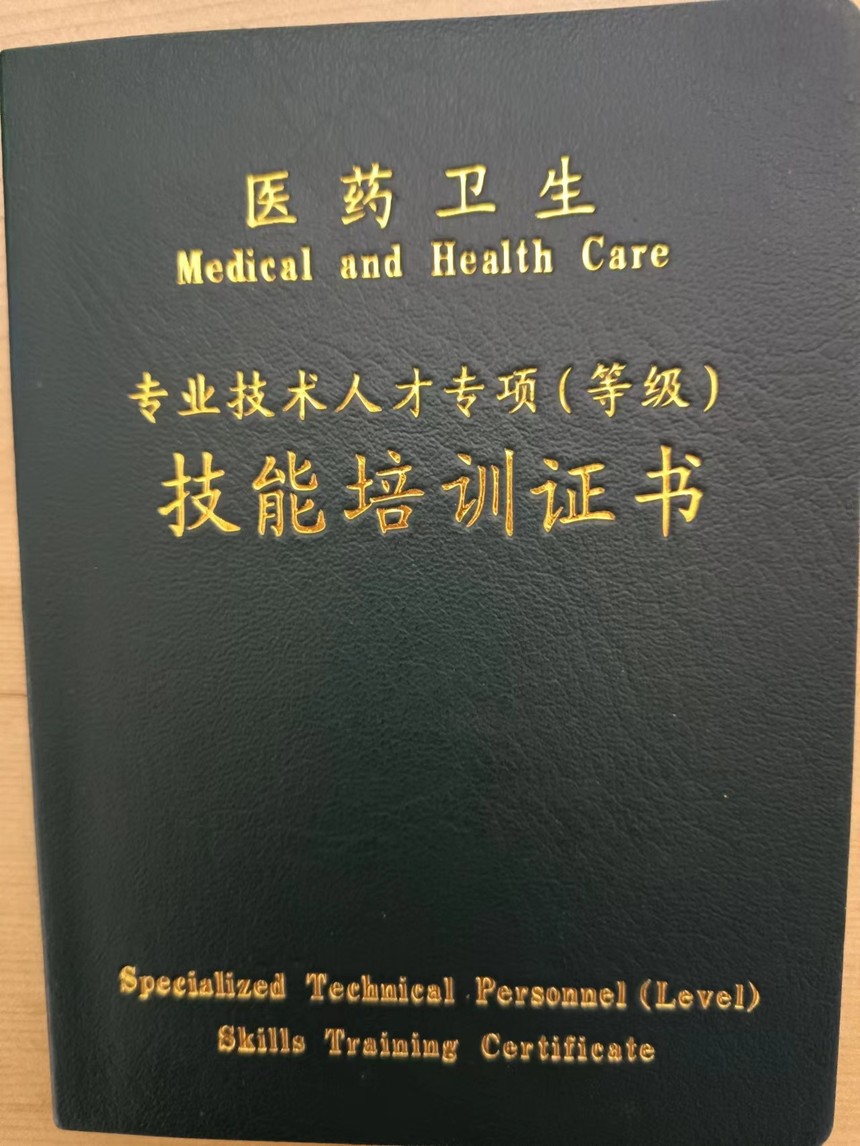 医药卫生
Medical and Health Care
专业技术人才专项(等级)
技能培训证书
Specialized Technical Personnel (Level)
Skills Training Certificate